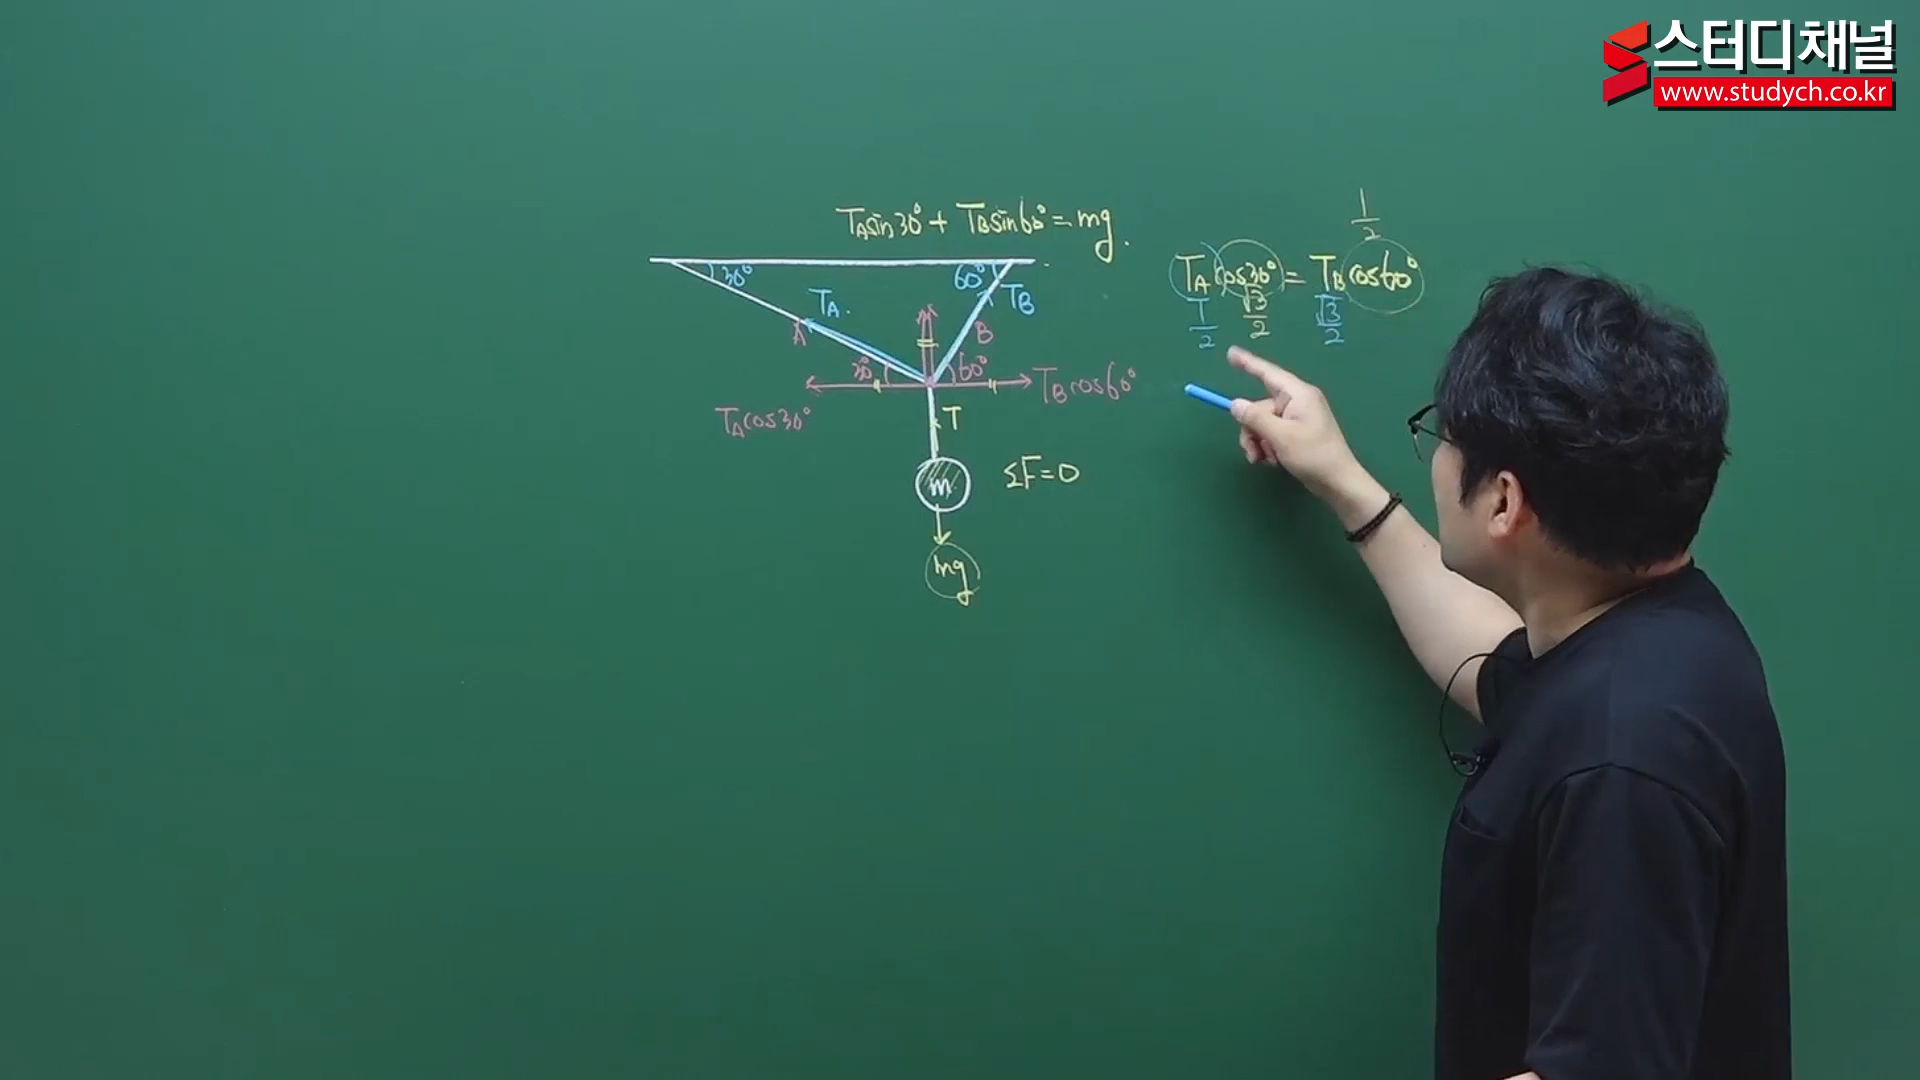 스터디채널
www.studych.co.kr
TAsin30°+ TBsin60°=mg.
1/2
TAcos30°= TBcos60°
1/2 √3/2 √3/2
30° 60°
TA. TB
A B
30° 60°
TAcos30° TBcos60°
T
m ΣF=0
mg